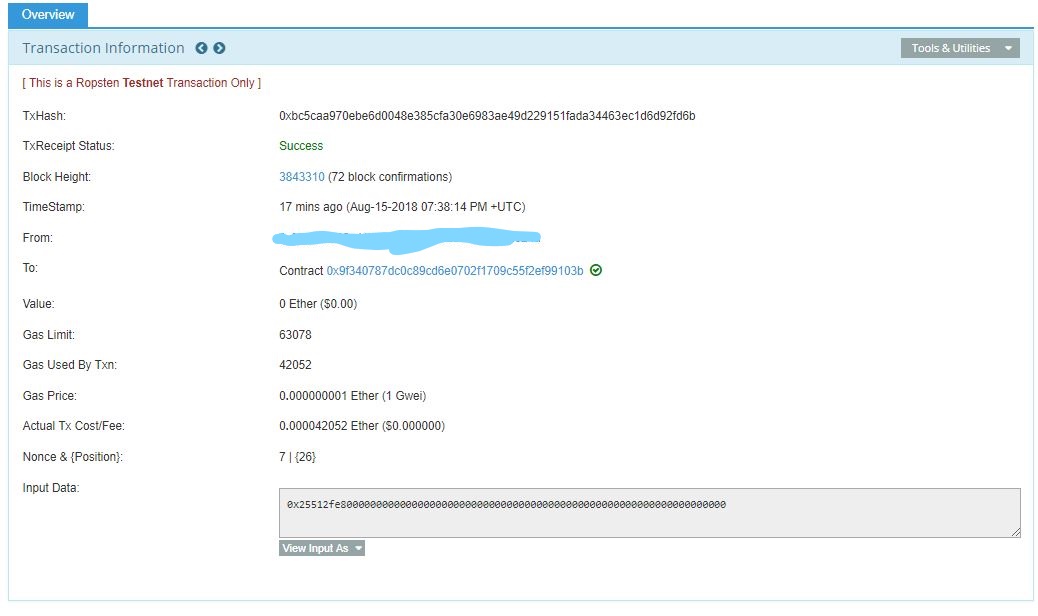 Overview
Transaction Information
Tools & Utilities
[ This is a Ropsten Testnet Transaction Only ]
TxHash: 0xbc5caa970ebe6d0048e385cfa30e6983ae49d229151fada34463ec1d6d92fd6b
TxReceipt Status: Success
Block Height: 3843310 (72 block confirmations)
TimeStamp: 17 mins ago (Aug-15-2018 07:38:14 PM +UTC)
From:
To: Contract 0x9f340787dc0c89cd6e0702f1709c55f2ef99103b
Value: 0 Ether ($0.00)
Gas Limit: 63078
Gas Used By Txn: 42052
Gas Price: 0.000000001 Ether (1 Gwei)
Actual Tx Cost/Fee: 0.000042052 Ether ($0.000000)
Nonce & {Position}: 7 | {26}
Input Data:
0x25512fe80000000000000000000000000000000000000000000000000000000000000000
View Input As